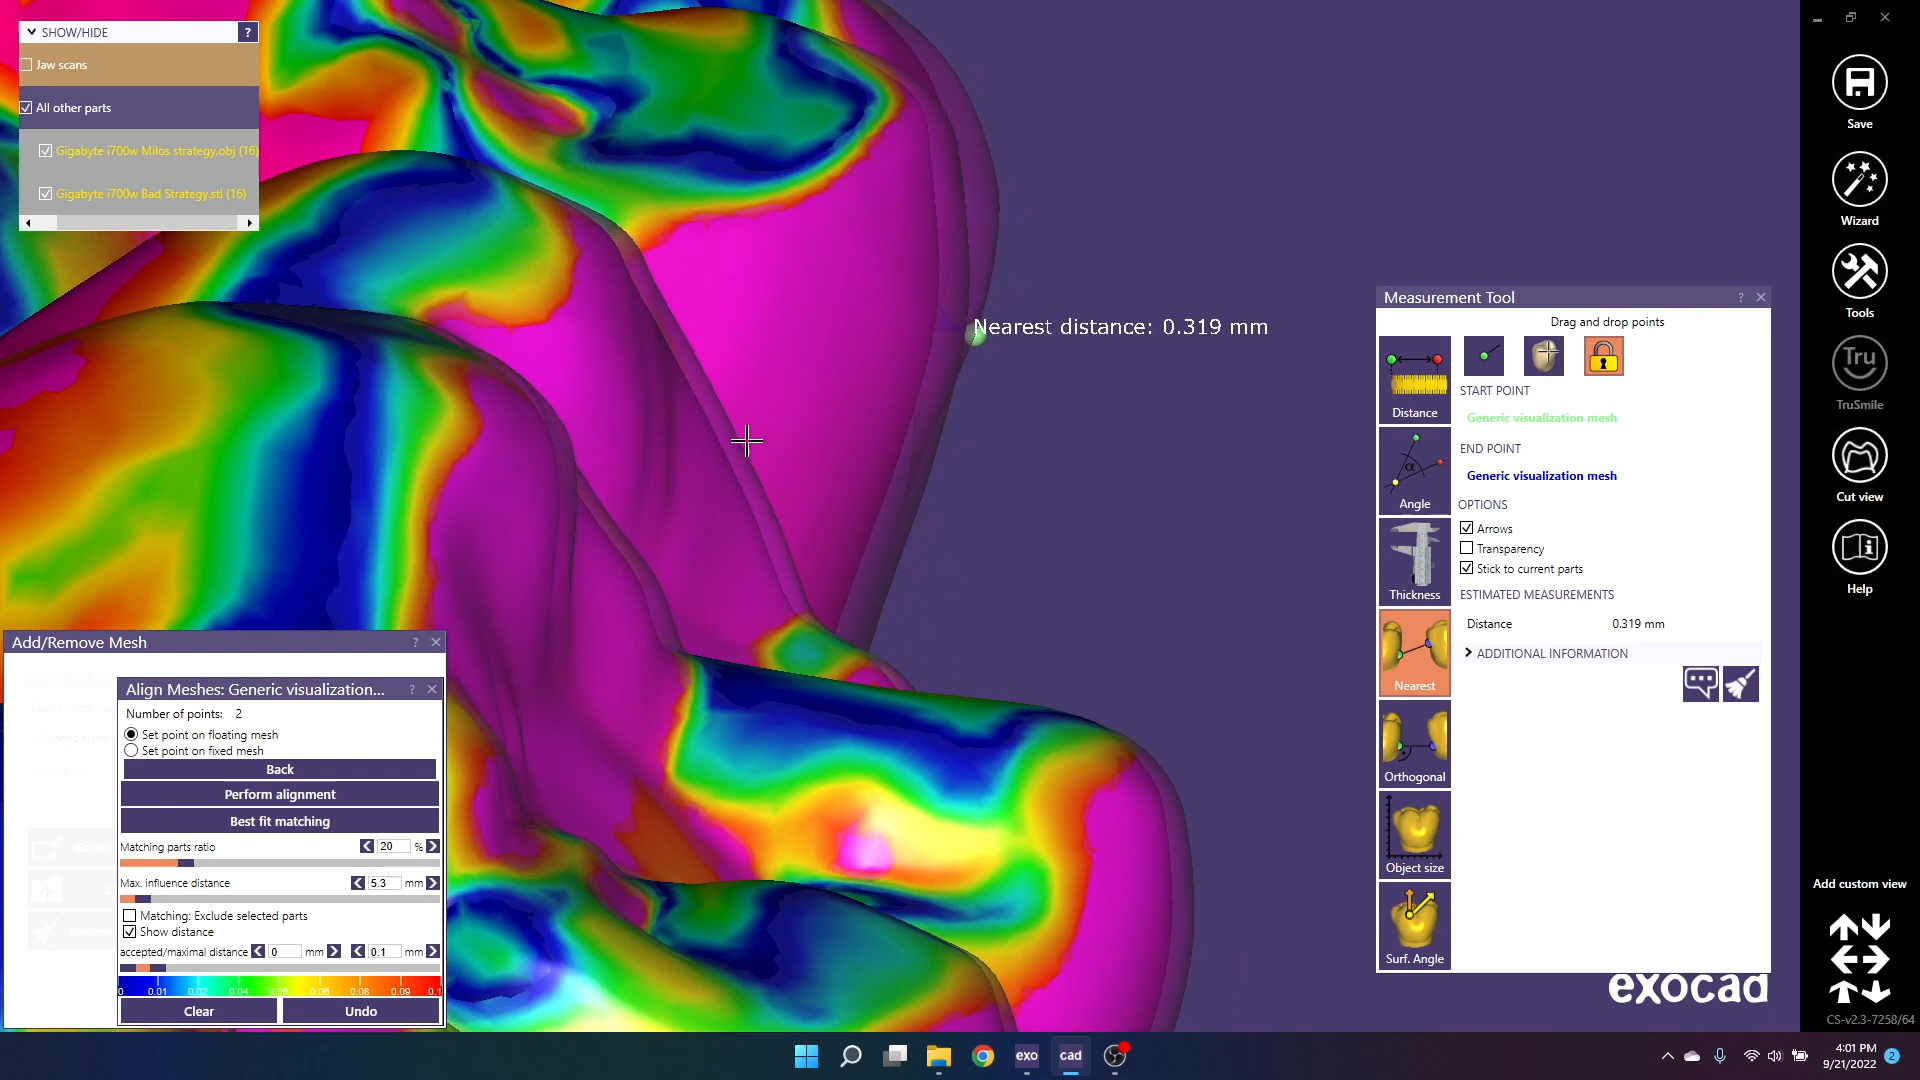 SHOW/HIDE
?
Jaw scans
All other parts
Gigabyte i700w Milos strategy.obj (16)
Gigabyte i700w Bad Strategy.stl (16)
Nearest distance: 0.319 mm
Measurement Tool
?
Drag and drop points
Distance
START POINT
Generic visualization mesh
END POINT
Generic visualization mesh
α
Angle
OPTIONS
Arrows
Transparency
Stick to current parts
Thickness
ESTIMATED MEASUREMENTS
Distance 0.319 mm
ADDITIONAL INFORMATION
Nearest
Orthogonal
Object size
Surf. Angle
Save
Wizard
Tools
Tru
TruSmile
Cut view
Help
Add custom view
exocad
CS-v2.3-7258/64
Add/Remove Mesh
?
Align Meshes: Generic visualization...
?
Number of points: 2
Set point on floating mesh
Set point on fixed mesh
Back
Perform alignment
Best fit matching
Matching parts ratio 20 %
Max. influence distance 5.3 mm
Matching: Exclude selected parts
Show distance
accepted/maximal distance 0 mm 0.1 mm
0 0.01 0.02 0.04 0.05 0.06 0.08 0.09 0.1
Clear Undo
exo
cad
4:01 PM
9/21/2022
2